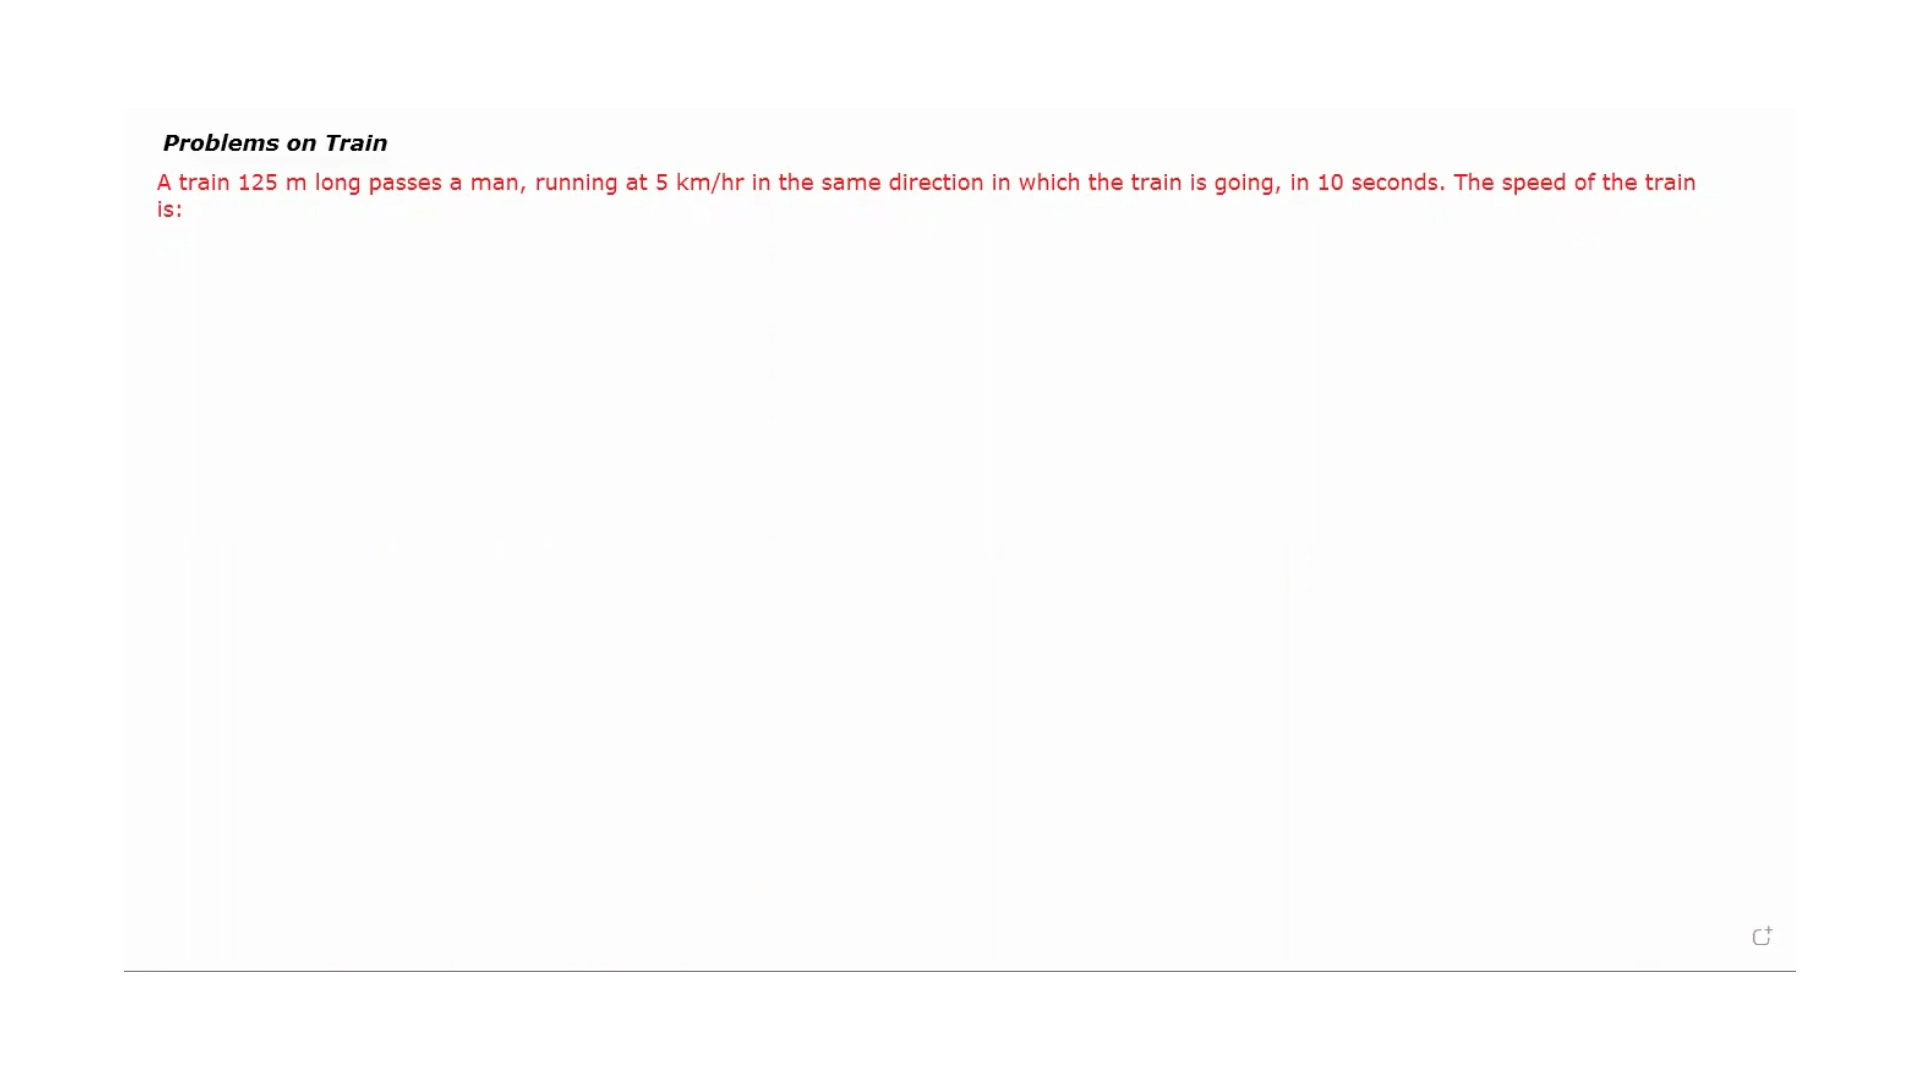 Problems on Train
A train 125 m long passes a man, running at 5 km/hr in the same direction in which the train is going, in 10 seconds. The speed of the train
is: